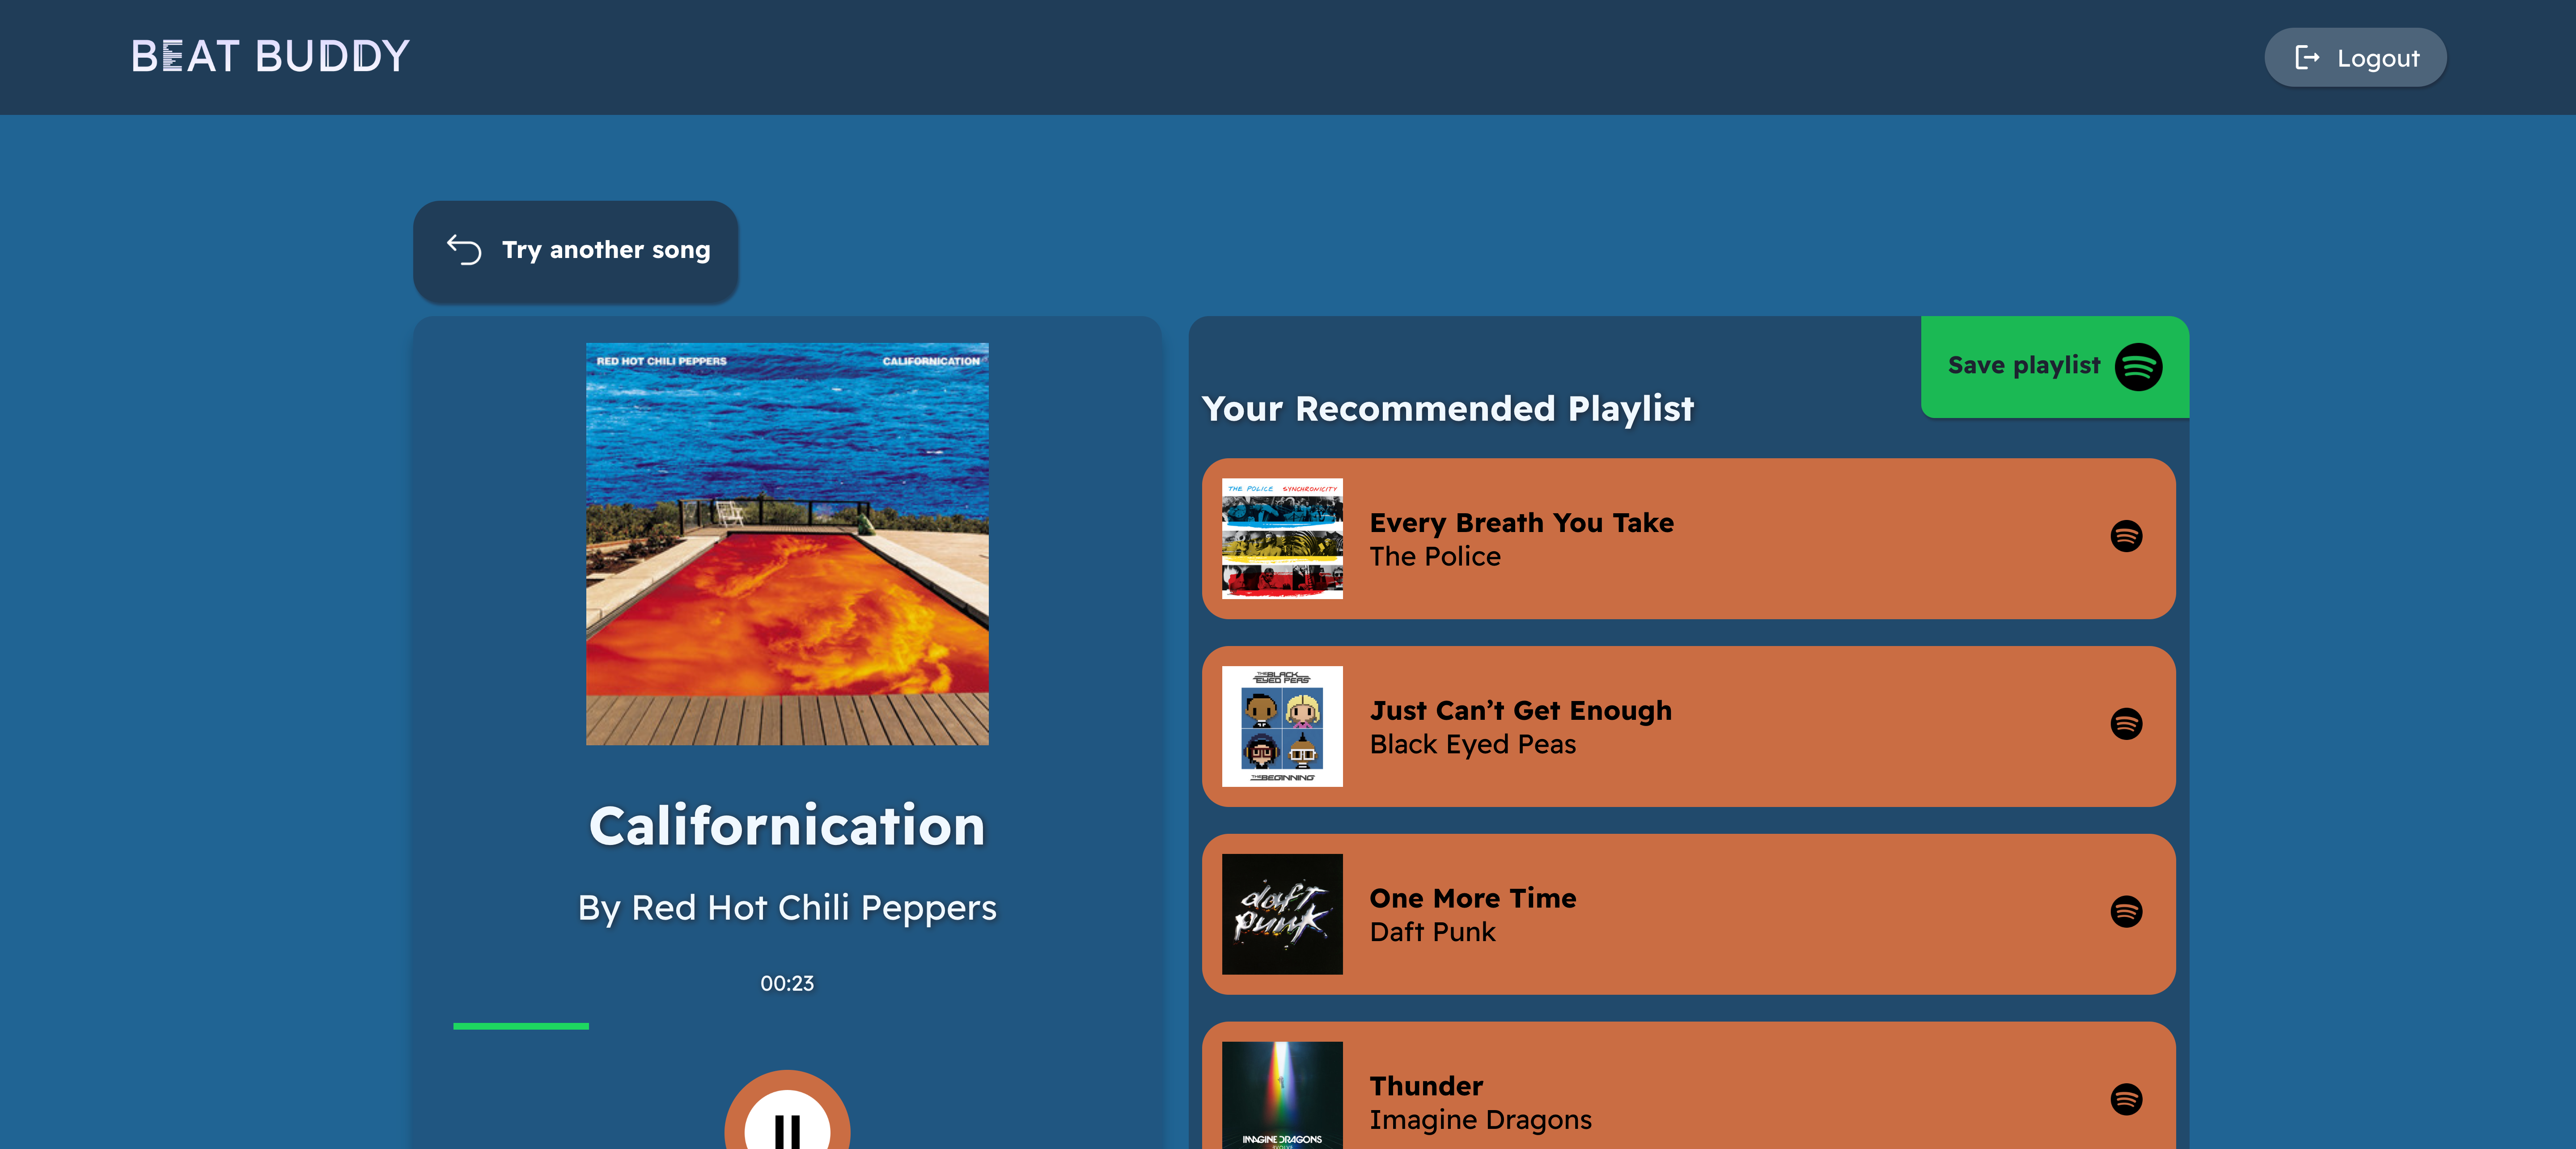 BEAT BUDDY
Logout
Try another song
RED HOT CHILI PEPPERS CALIFORNICATION
Californication
By Red Hot Chili Peppers
00:23
Save playlist
Your Recommended Playlist
THE POLICE SYNCHRONICITY
Every Breath You Take
The Police
THE BLACK
EYED PEAS
THE BEGINNING
Just Can’t Get Enough
Black Eyed Peas
daft
punk
One More Time
Daft Punk
IMAGINE DRAGONS
Thunder
Imagine Dragons